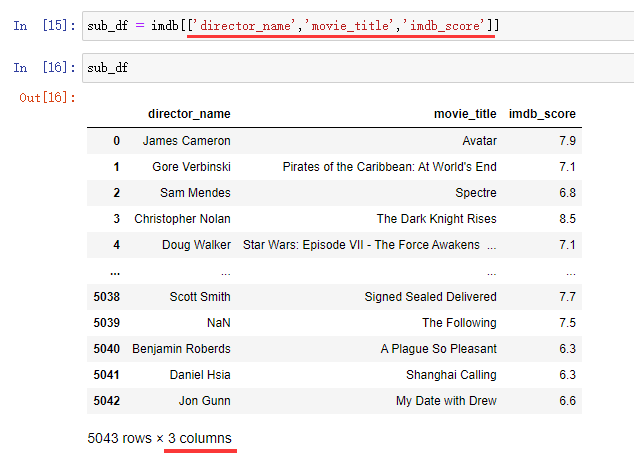 In [15]: sub_df = imdb[['director_name','movie_title','imdb_score']]
In [16]: sub_df
Out[16]:
director_name movie_title imdb_score
0 James Cameron Avatar 7.9
1 Gore Verbinski Pirates of the Caribbean: At World's End 7.1
2 Sam Mendes Spectre 6.8
3 Christopher Nolan The Dark Knight Rises 8.5
4 Doug Walker Star Wars: Episode VII - The Force Awakens ... 7.1
... ... ... ...
5038 Scott Smith Signed Sealed Delivered 7.7
5039 NaN The Following 7.5
5040 Benjamin Roberds A Plague So Pleasant 6.3
5041 Daniel Hsia Shanghai Calling 6.3
5042 Jon Gunn My Date with Drew 6.6
5043 rows × 3 columns